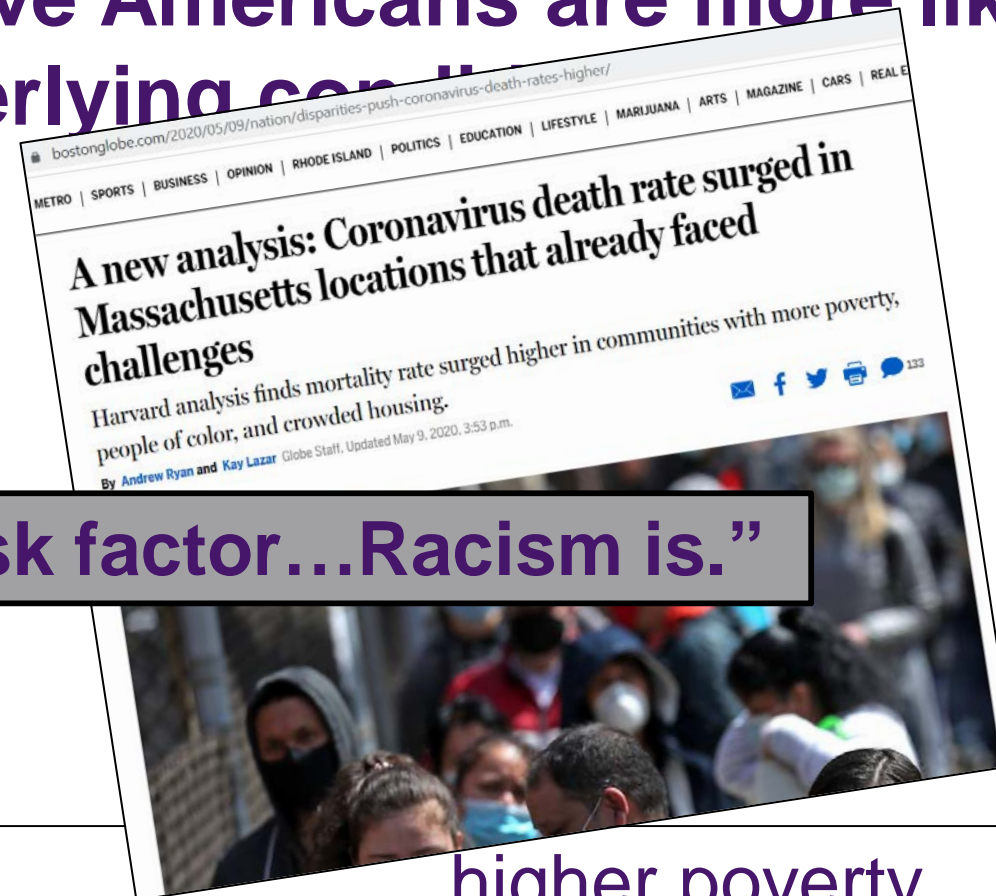 ve Americans are more lik
erlying
bostonglobe.com/2020/05/09/nation/disparities-push-coronavirus-death-rates-higher/
METRO | SPORTS | BUSINESS | OPINION | RHODE ISLAND | POLITICS | EDUCATION | LIFESTYLE | MARIJUANA | ARTS | MAGAZINE | CARS | REAL E
A new analysis: Coronavirus death rate surged in
Massachusetts locations that already faced
challenges
Harvard analysis finds mortality rate surged higher in communities with more poverty,
people of color, and crowded housing.
133
By Andrew Ryan and Kay Lazar Globe Staff, Updated May 9, 2020, 3:53 p.m.
sk factor…Racism is.”
higher poverty